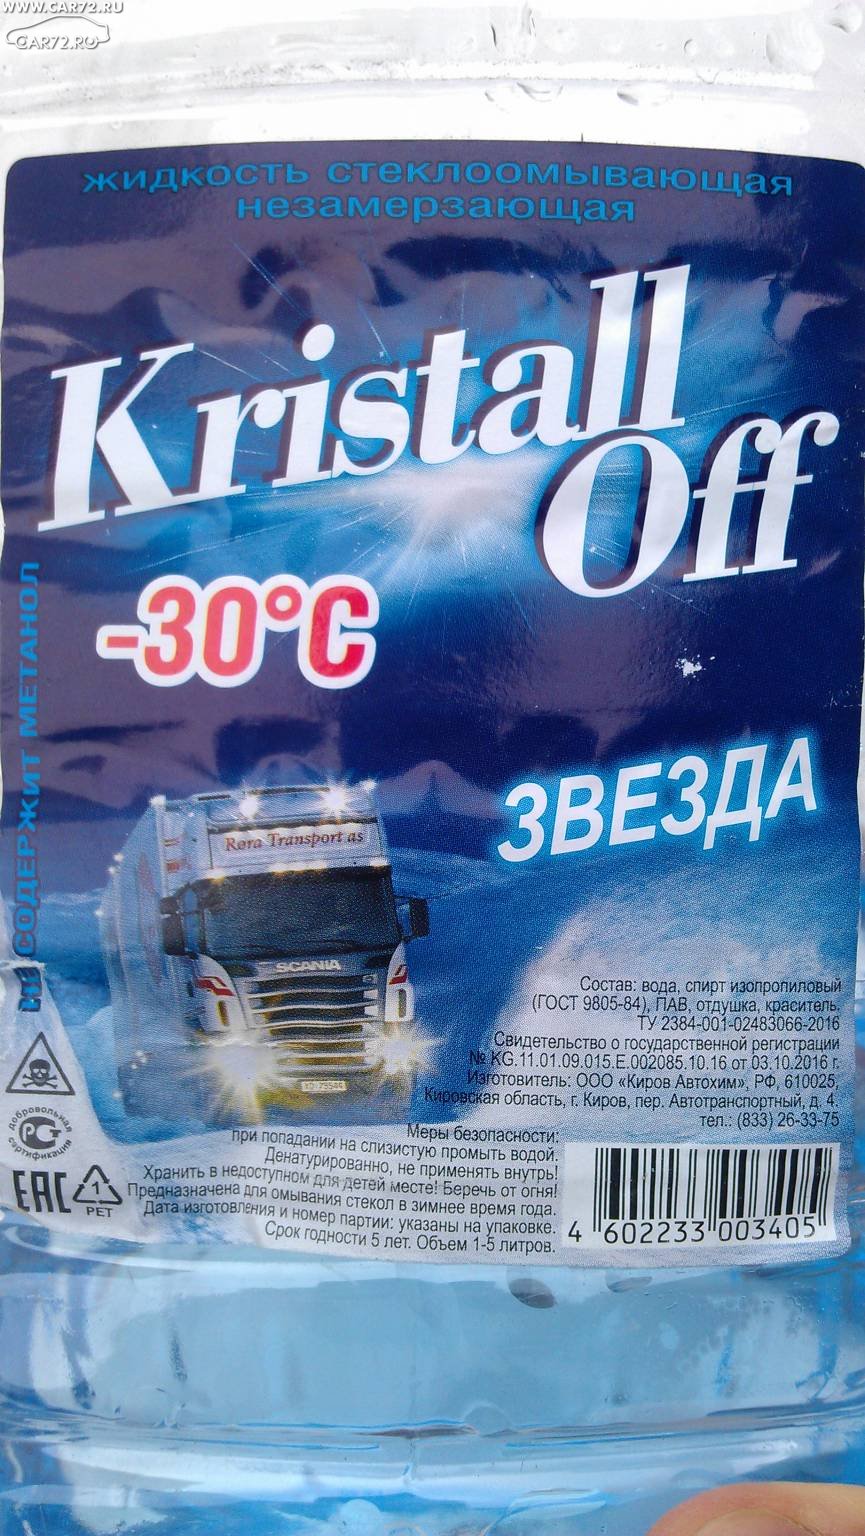 WWW.CAR72.RU
CAR72.RU
жидкость стеклоомывающая
незамерзающая
Kristall
Off
-30°C
НЕ СОДЕРЖИТ МЕТАНОЛ
ЗВЕЗДА
Røra Transport as
SCANIA
Состав: вода, спирт изопропиловый
(ГОСТ 9805-84), ПАВ, отдушка, краситель.
ТУ 2384-001-02483066-2016
Свидетельство о государственной регистрации
№ KG.11.01.09.015.E.002085.10.16 от 03.10.2016 г.
Изготовитель: ООО «Киров Автохим», РФ, 610025,
Кировская область, г. Киров, пер. Автотранспортный, д. 4.
тел.: (833) 26-33-75
Добровольная
сертификация
РСТ
EAC
1
PET
Меры безопасности:
при попадании на слизистую промыть водой.
Денатурированно, не применять внутрь!
Хранить в недоступном для детей месте! Беречь от огня!
Предназначена для омывания стекол в зимнее время года.
Дата изготовления и номер партии: указаны на упаковке.
Срок годности 5 лет. Объем 1-5 литров.
4 602233 003405